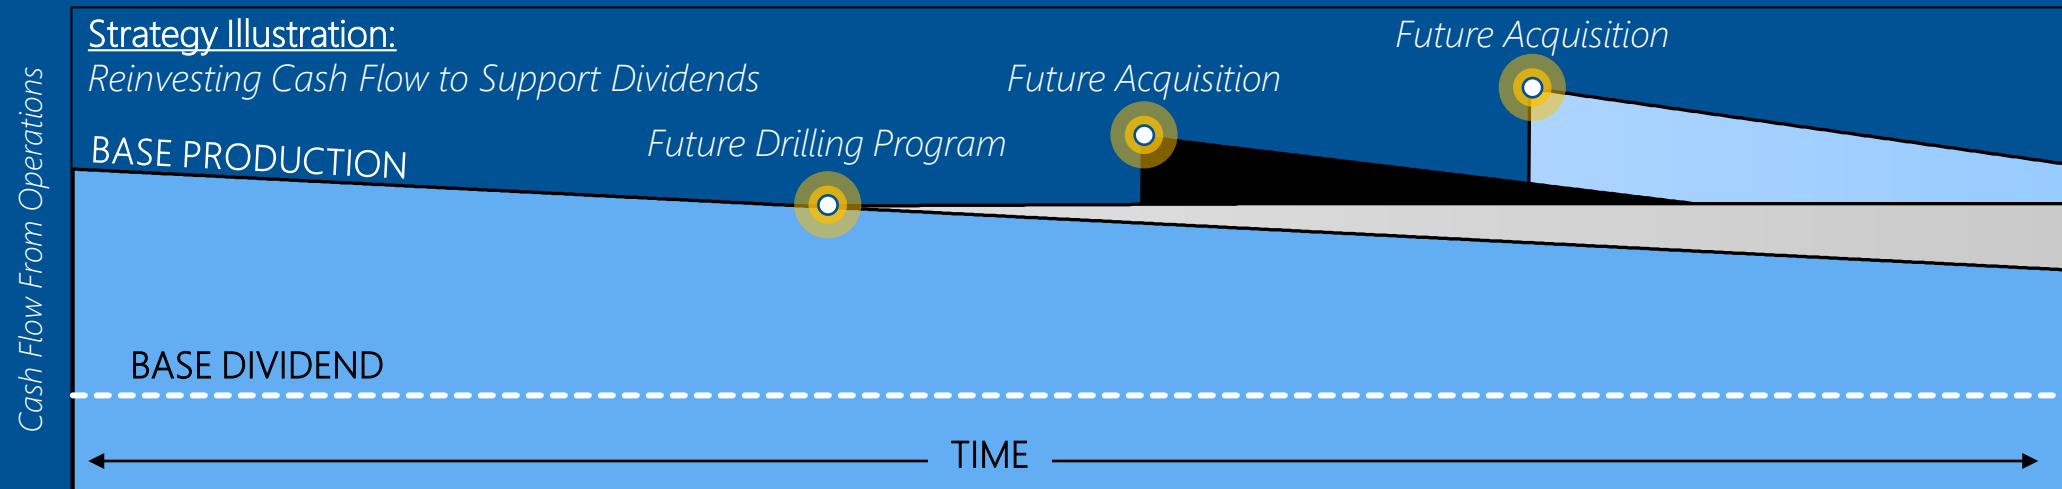 Strategy Illustration:
Reinvesting Cash Flow to Support Dividends
Future Acquisition
Future Acquisition
Future Drilling Program
BASE PRODUCTION
Cash Flow From Operations
BASE DIVIDEND
TIME